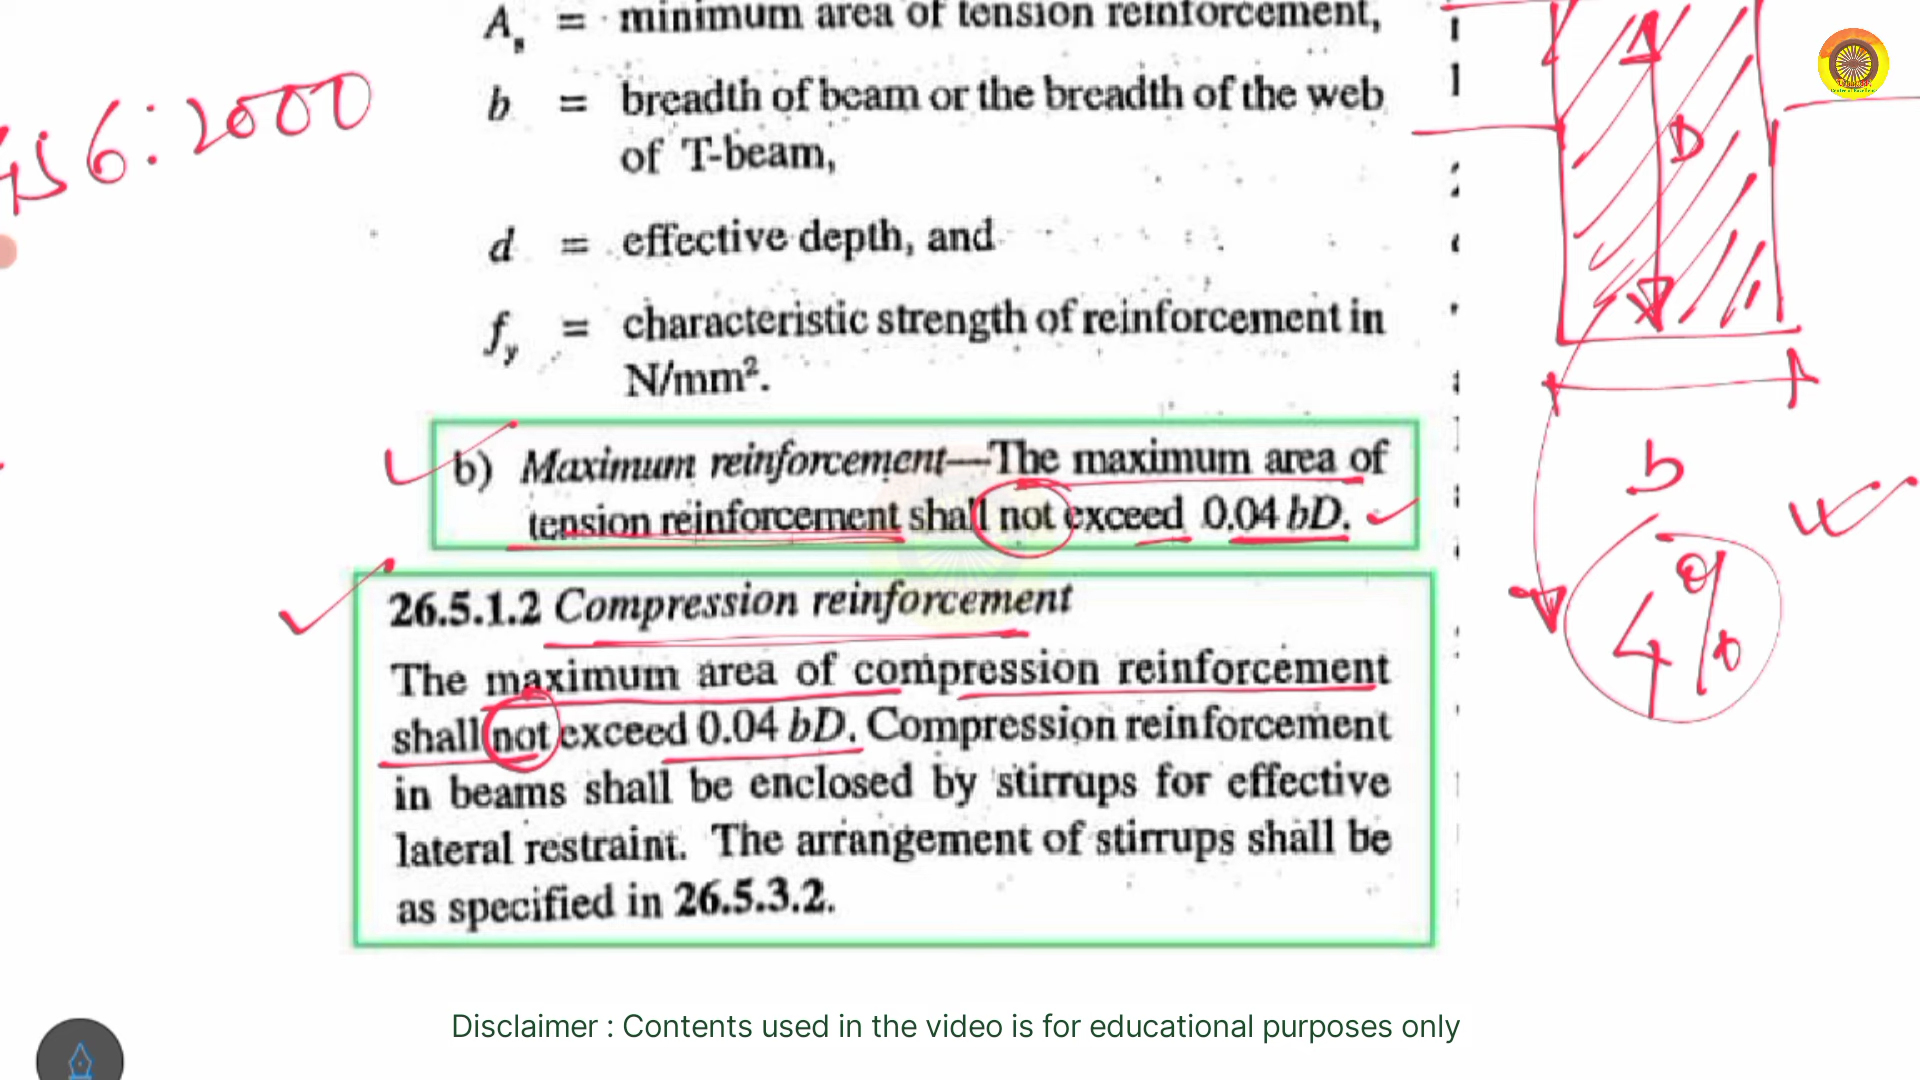 A_s = minimum area of tension reinforcement,
b = breadth of beam or the breadth of the web
of T-beam,
d = effective depth, and
f_y = characteristic strength of reinforcement in
N/mm².
b) Maximum reinforcement—The maximum area of
tension reinforcement shall not exceed 0.04 bD.
26.5.1.2 Compression reinforcement
The maximum area of compression reinforcement
shall not exceed 0.04 bD. Compression reinforcement
in beams shall be enclosed by stirrups for effective
lateral restraint. The arrangement of stirrups shall be
as specified in 26.5.3.2.
456:2000
D
b
4%
Disclaimer : Contents used in the video is for educational purposes only